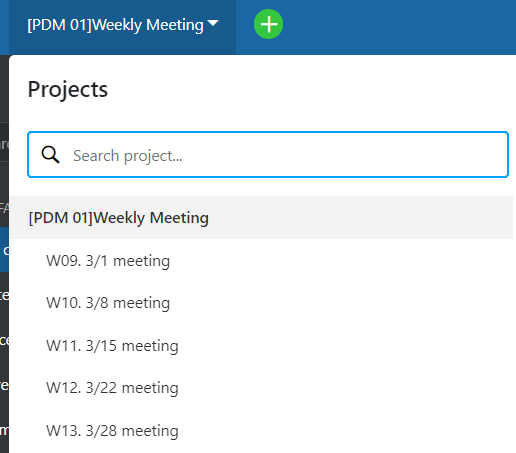 [PDM 01]Weekly Meeting
Projects
Search project...
[PDM 01]Weekly Meeting
W09. 3/1 meeting
W10. 3/8 meeting
W11. 3/15 meeting
W12. 3/22 meeting
W13. 3/28 meeting